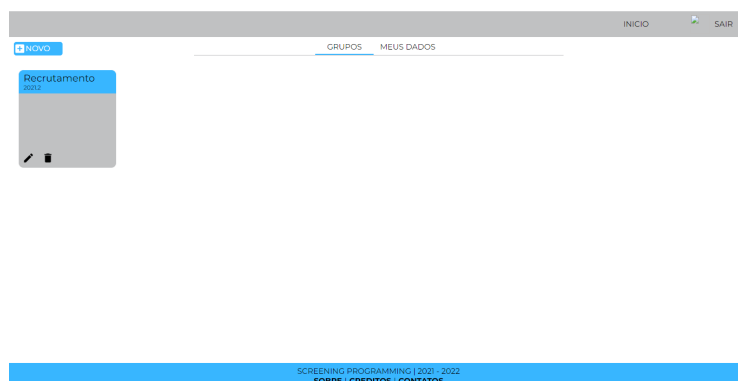 INICIO
SAIR
NOVO
GRUPOS MEUS DADOS
Recrutamento
2021.2
SCREENING PROGRAMMING | 2021 - 2022
SOBRE | CREDITOS | CONTATOS